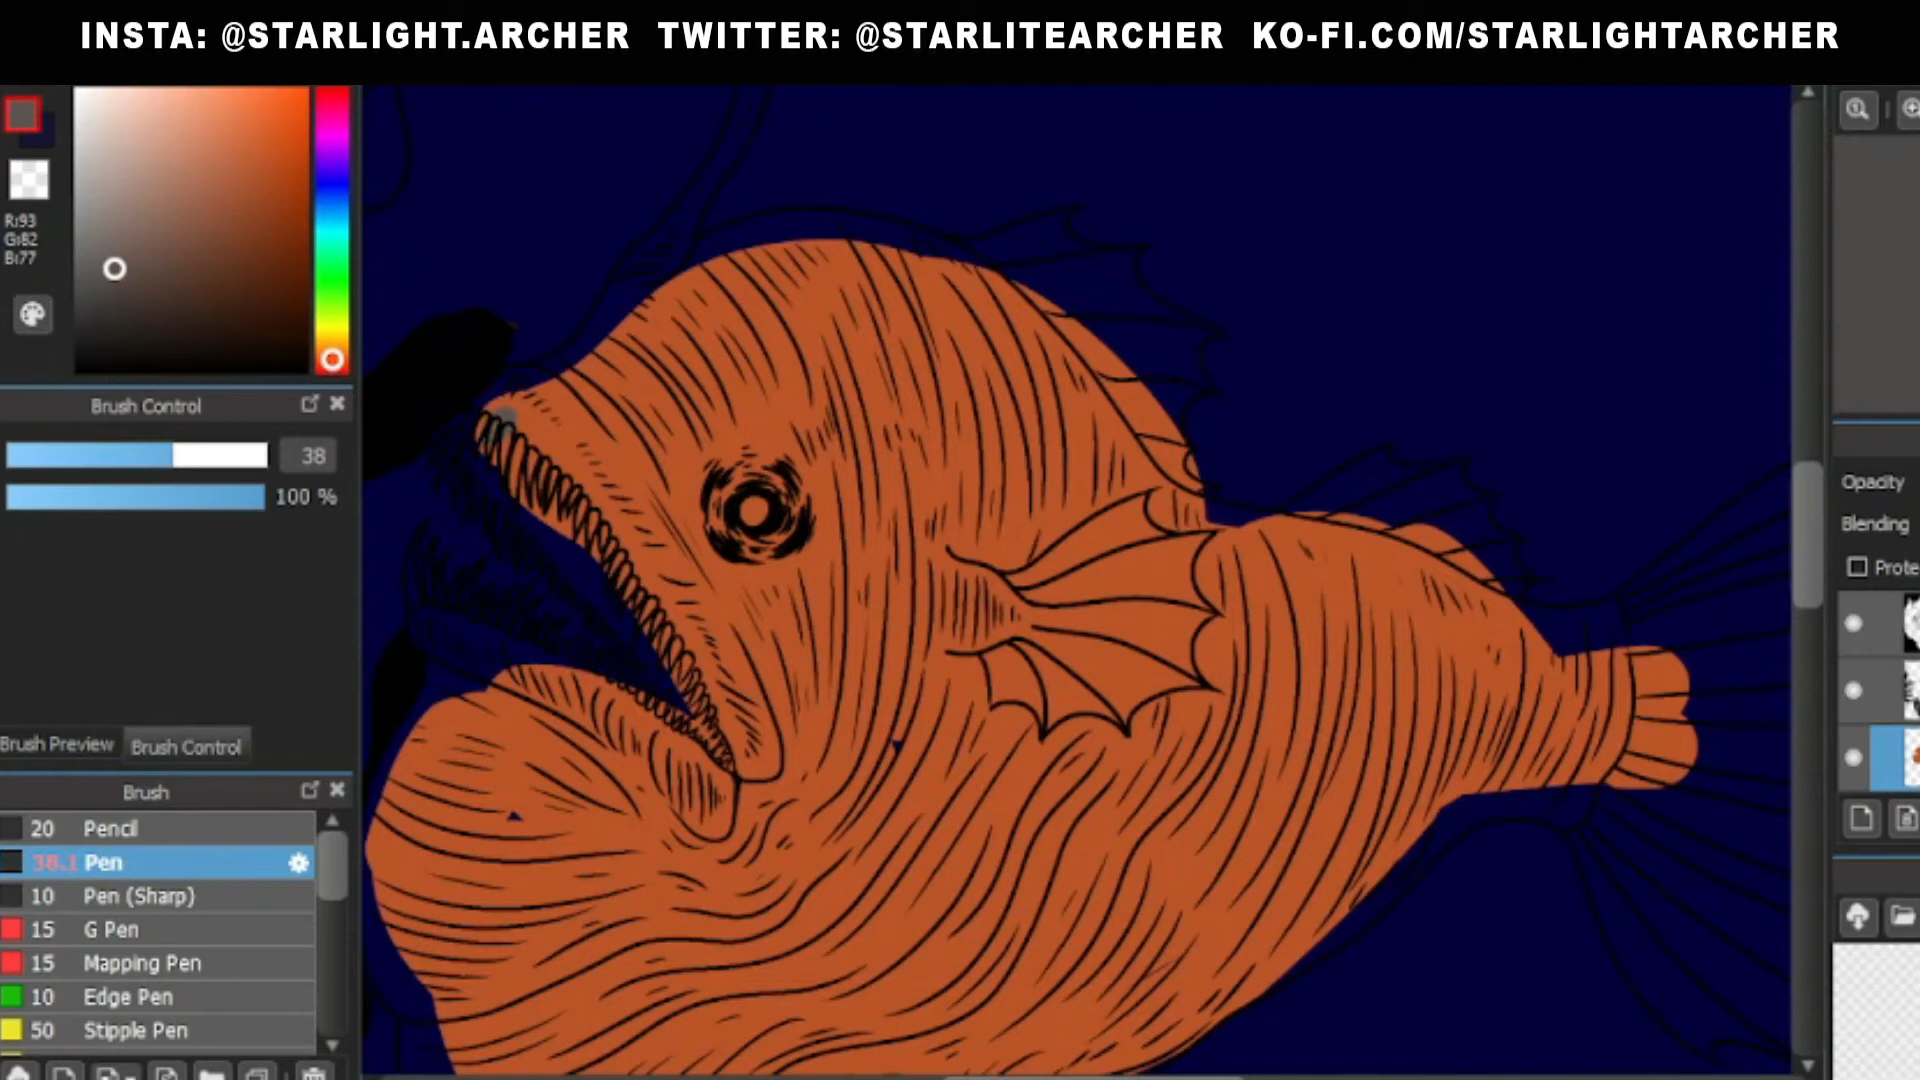 INSTA: @STARLIGHT.ARCHER TWITTER: @STARLITEARCHER KO-FI.COM/STARLIGHTARCHER
R:93
G:82
B:77
Brush Control
38
100 %
Opacity
Blending
Prote
Brush Preview Brush Control
Brush
20 Pencil
38.1 Pen
10 Pen (Sharp)
15 G Pen
15 Mapping Pen
10 Edge Pen
50 Stipple Pen